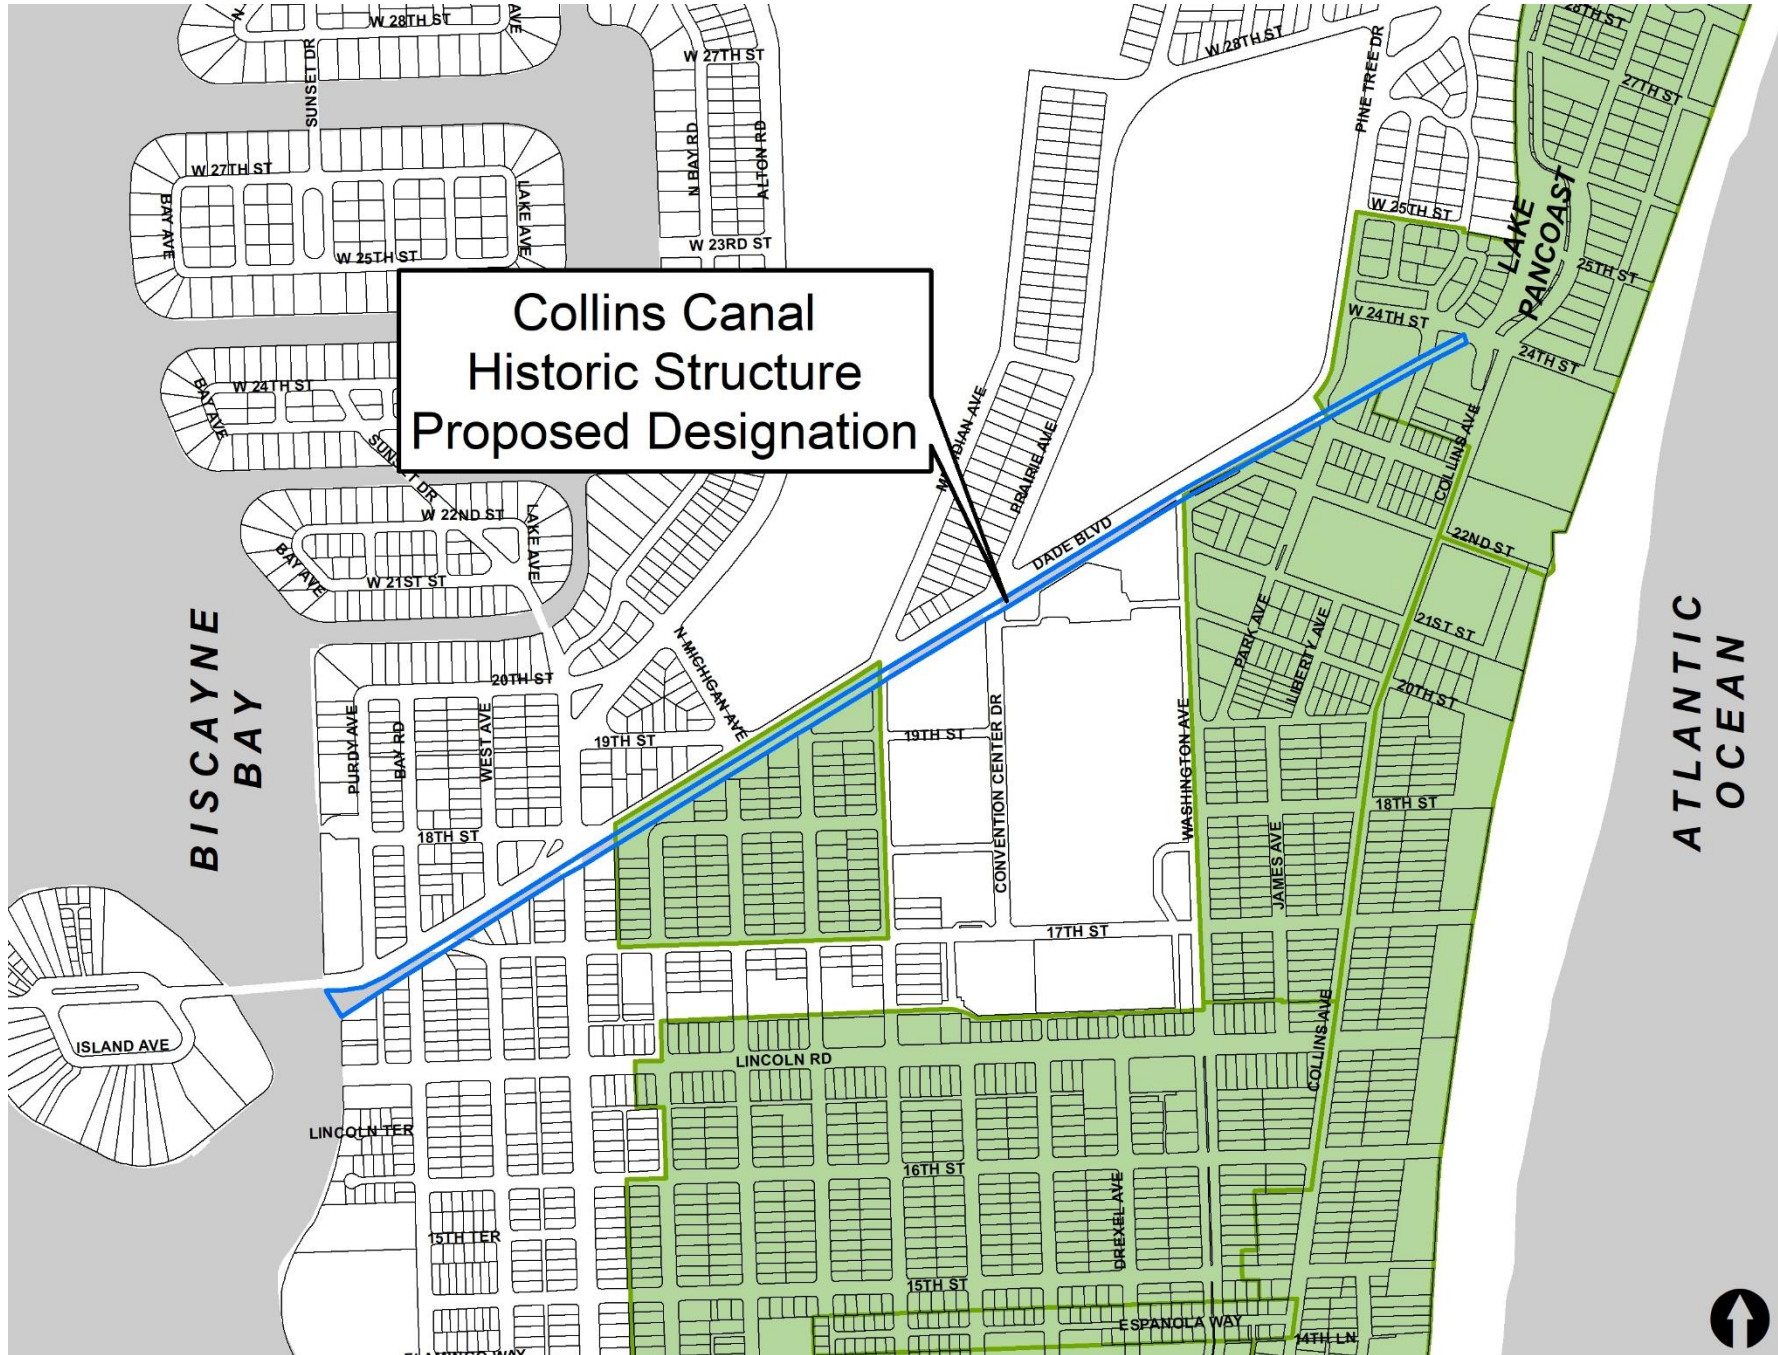 W 28TH ST
AVE
SUNSET DR
W 27TH ST
W 28TH ST
PINE TREE DR
28TH ST
27TH ST
N BAY RD
ALTON RD
W 27TH ST
BAY AVE
LAKE AVE
W 25TH ST
W 23RD ST
W 25TH ST
LAKE
PANCOAST
25TH ST
W 24TH ST
24TH ST
Collins Canal
Historic Structure
Proposed Designation
W 24TH ST
BAY AVE
DR
W 22ND ST
LAKE AVE
BAY AVE
W 21ST ST
PRAIRIE AVE
DADE BLVD
COLLINS AVE
22ND ST
21ST ST
PARK AVE
LIBERTY AVE
20TH ST
BISCAYNE
BAY
ATLANTIC
OCEAN
N MICHIGAN AVE
20TH ST
PURDY AVE
BAY RD
WEST AVE
19TH ST
19TH ST
CONVENTION CENTER DR
WASHINGTON AVE
18TH ST
18TH ST
JAMES AVE
17TH ST
ISLAND AVE
LINCOLN RD
COLLINS AVE
LINCOLN TER
16TH ST
DREXEL AVE
15TH TER
15TH ST
ESPANOLA WAY
14TH LN